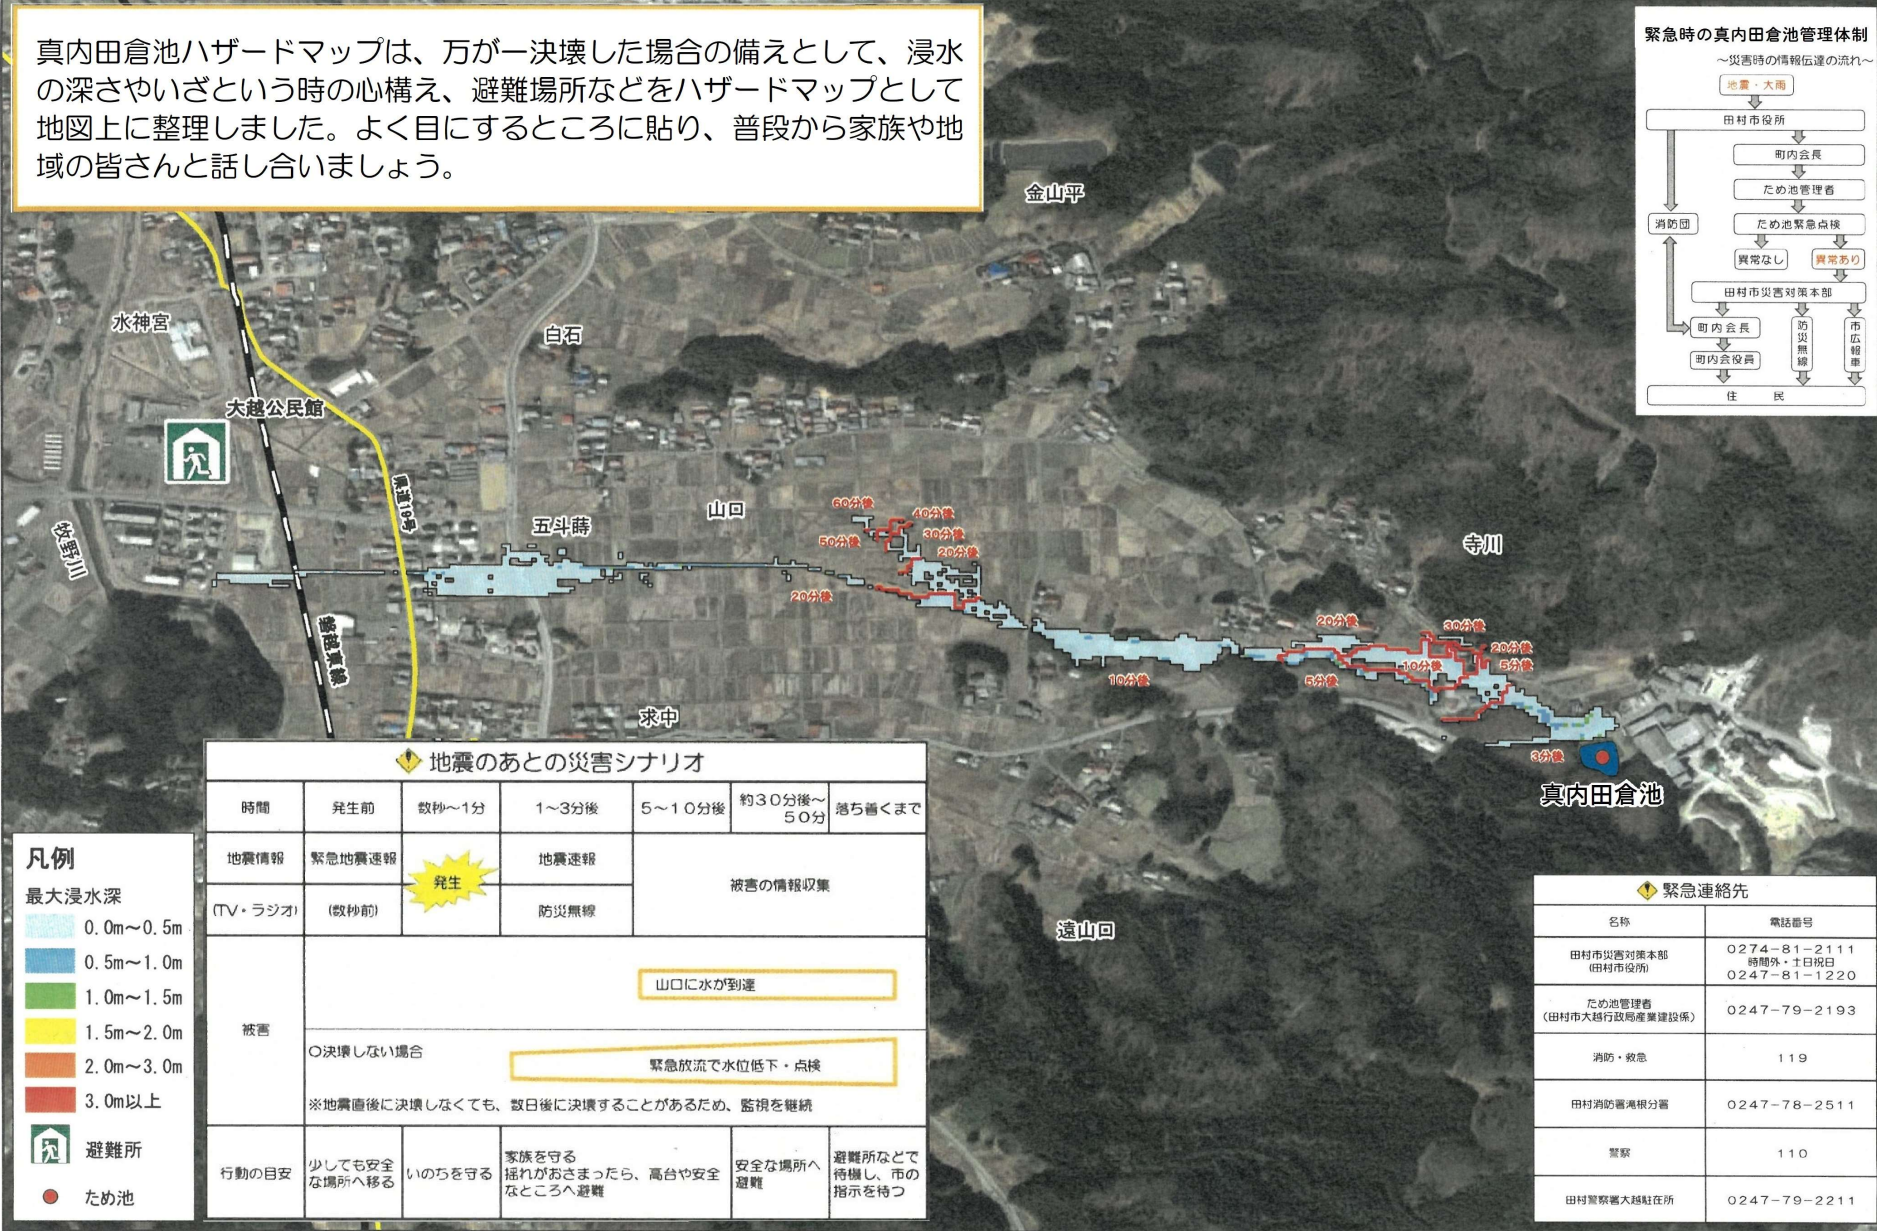 真内田倉池ハザードマップは、万が一決壊した場合の備えとして、浸水
の深さやいざという時の心構え、避難場所などをハザードマップとして
地図上に整理しました。よく目にするところに貼り、普段から家族や地
域の皆さんと話し合いましょう。
緊急時の真内田倉池管理体制
～災害時の情報伝達の流れ～
地震・大雨
田村市役所
町内会長
ため池管理者
消防団
ため池緊急点検
異常なし
異常あり
田村市災害対策本部
町内会長
防災無線
市広報車
町内会役員
住 民
金山平
水神宮
白石
大越公民館
県道19号
牧野川
五斗蒔
山口
寺川
磐越東線
求中
遠山口
真内田倉池
60分後
40分後
50分後
30分後
20分後
20分後
10分後
20分後
30分後
20分後
10分後
5分後
5分後
3分後
地震のあとの災害シナリオ
時間 発生前 数秒～1分 1～3分後 5～10分後 約30分後～50分 落ち着くまで
地震情報 緊急地震速報 発生 地震速報 被害の情報収集
(TV・ラジオ) (数秒前) 防災無線
被害
山口に水が到達
○決壊しない場合
緊急放流で水位低下・点検
※地震直後に決壊しなくても、数日後に決壊することがあるため、監視を継続
行動の目安
少しでも安全
な場所へ移る
いのちを守る
家族を守る
揺れがおさまったら、高台や安全
なところへ避難
安全な場所へ
避難
避難所などで
待機し、市の
指示を待つ
凡例
最大浸水深
0.0m～0.5m
0.5m～1.0m
1.0m～1.5m
1.5m～2.0m
2.0m～3.0m
3.0m以上
避難所
ため池
緊急連絡先
名称 電話番号
田村市災害対策本部
(田村市役所)
0274-81-2111
時間外・土日祝日
0247-81-1220
ため池管理者
(田村市大越行政局産業建設係)
0247-79-2193
消防・救急 119
田村消防署滝根分署 0247-78-2511
警察 110
田村警察署大越駐在所 0247-79-2211